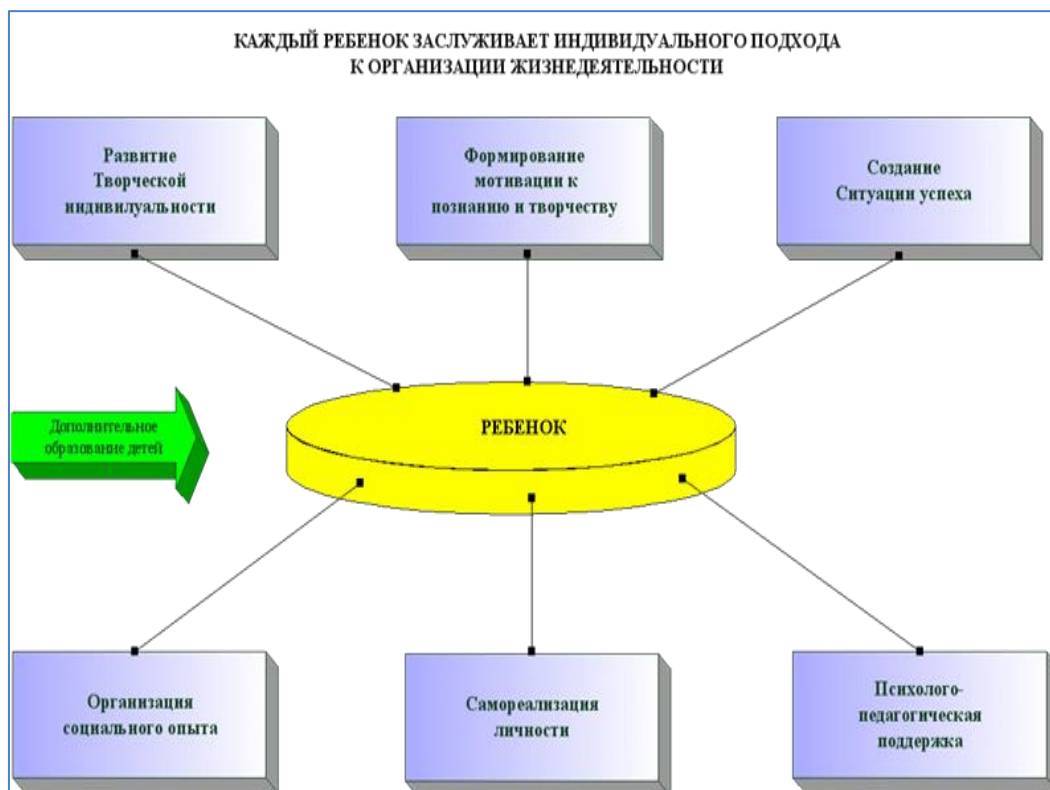 КАЖДЫЙ РЕБЕНОК ЗАСЛУЖИВАЕТ ИНДИВИДУАЛЬНОГО ПОДХОДА
К ОРГАНИЗАЦИИ ЖИЗНЕДЕЯТЕЛЬНОСТИ
Развитие
Творческой
индивилуальности
Формирование
мотивации к
познанию и творчеству
Создание
Ситуации успеха
Дополнительное
образование детей
РЕБЕНОК
Организация
социального опыта
Самореализация
личности
Психолого-
педагогическая
поддержка